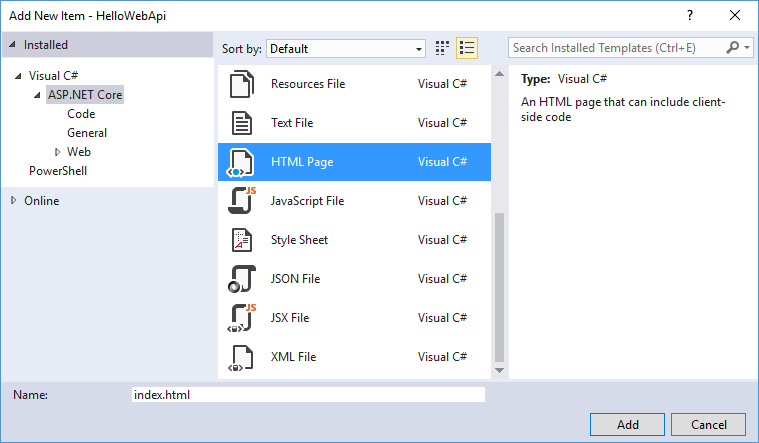 Add New Item - HelloWebApi
?
Installed
Sort by: Default
Search Installed Templates (Ctrl+E)
Visual C#
ASP.NET Core
Code
General
Web
PowerShell
Online
Resources File Visual C#
Text File Visual C#
HTML Page Visual C#
JS
JavaScript File Visual C#
Style Sheet Visual C#
JSON File Visual C#
JS
JSX File Visual C#
XML File Visual C#
Type: Visual C#
An HTML page that can include client-
side code
Name: index.html
Add Cancel